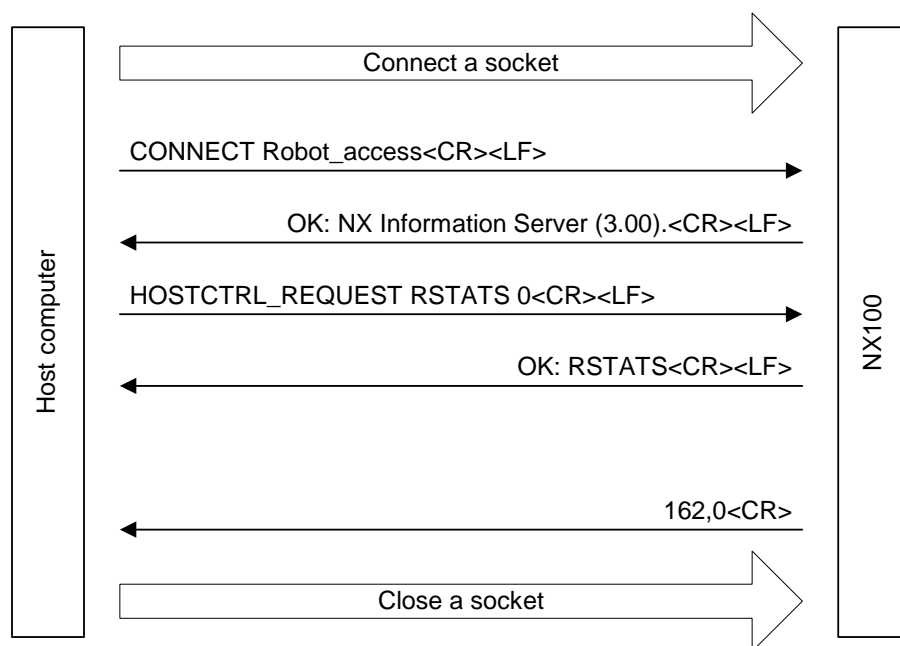 Connect a socket
CONNECT Robot_access<CR><LF>
OK: NX Information Server (3.00).<CR><LF>
HOSTCTRL_REQUEST RSTATS 0<CR><LF>
OK: RSTATS<CR><LF>
162,0<CR>
Close a socket
Host computer
NX100